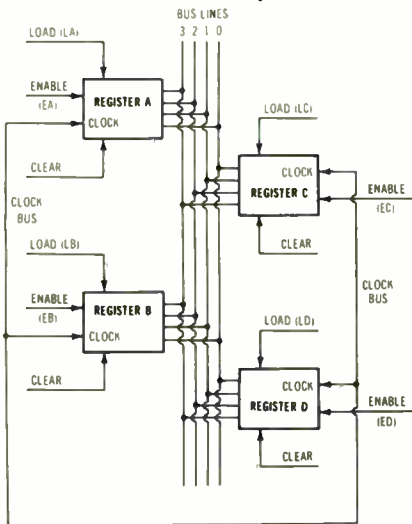 BUS LINES
3 2 1 0
LOAD (LA)
ENABLE
(EA)
REGISTER A
CLOCK
CLEAR
CLOCK
BUS
LOAD (LC)
CLOCK
REGISTER C
ENABLE
(EC)
CLEAR
LOAD (LB)
ENABLE
(EB)
REGISTER B
CLOCK
CLEAR
CLOCK
BUS
LOAD (LD)
CLOCK
REGISTER D
ENABLE
(ED)
CLEAR